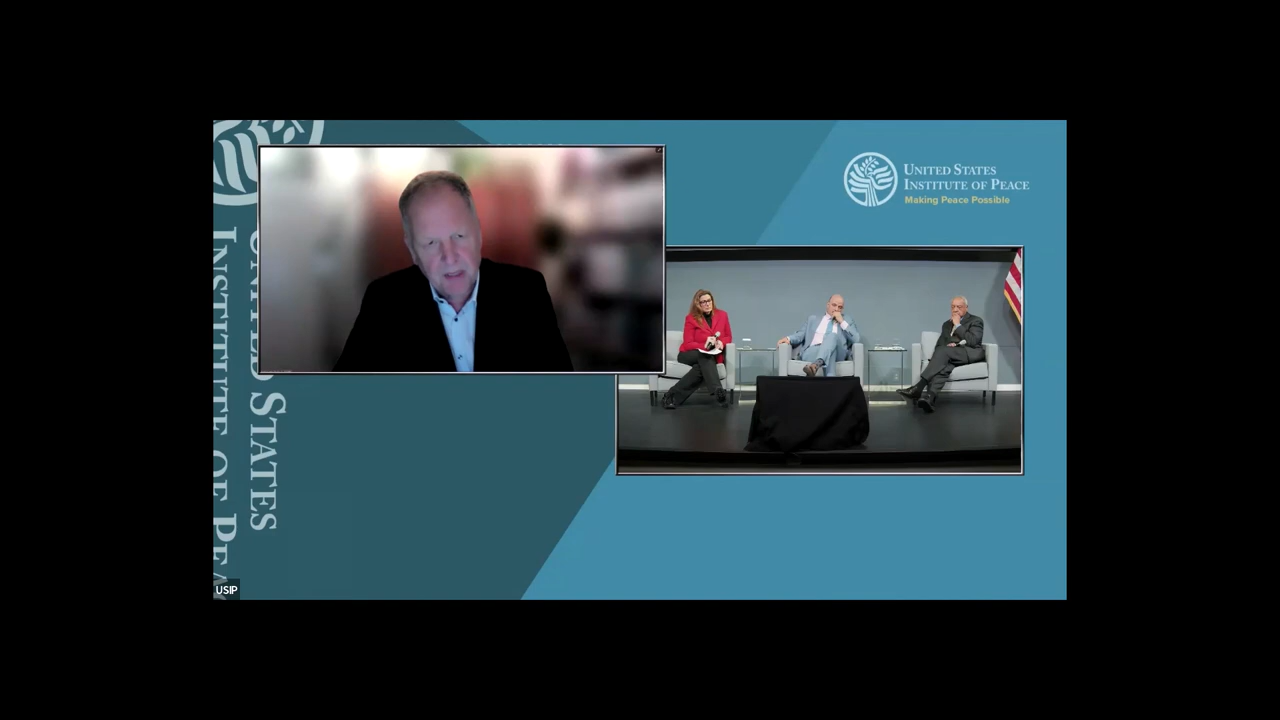 UNITED STATES
INSTITUTE OF PEACE
Making Peace Possible
UNITED STATES
INSTITUTE OF PEA
USIP